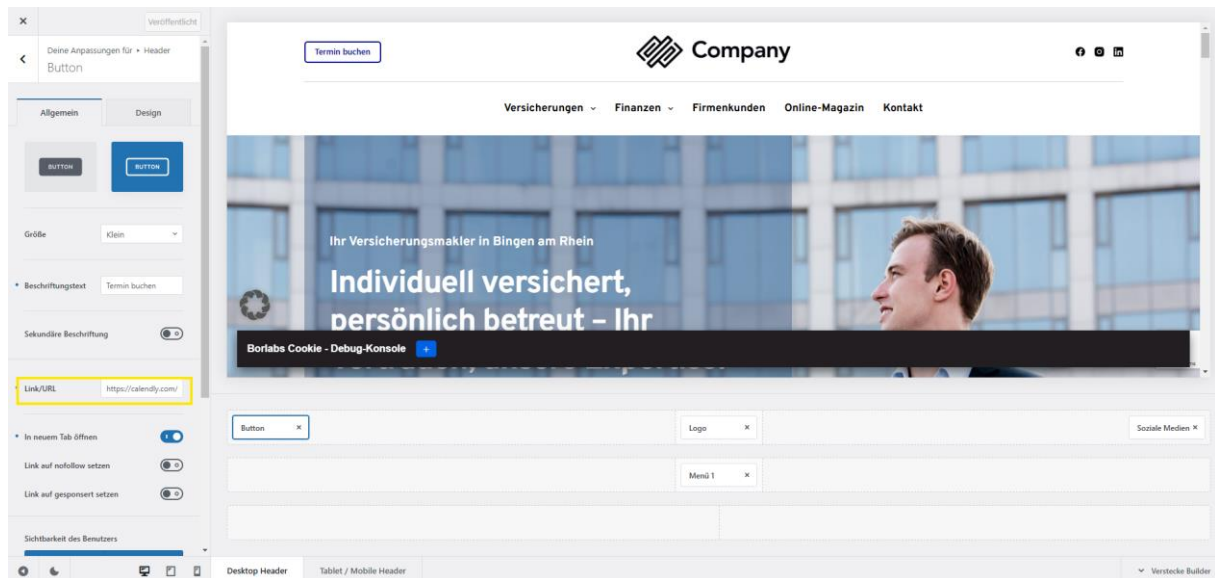 Veröffentlicht
Deine Anpassungen für ‣ Header
Button
Allgemein
Design
BUTTON
BUTTON
Größe
Klein
Beschriftungstext
Termin buchen
Sekundäre Beschriftung
Link/URL
https://calendly.com/
In neuem Tab öffnen
Link auf nofollow setzen
Link auf gesponsert setzen
Sichtbarkeit des Benutzers
Termin buchen
Company
Versicherungen
Finanzen
Firmenkunden
Online-Magazin
Kontakt
Ihr Versicherungsmakler in Bingen am Rhein
Individuell versichert,
persönlich betreut – Ihr
Borlabs Cookie - Debug-Konsole +
Vertrauen, unsere Expertise.
Button ×
Logo ×
Soziale Medien ×
Menü 1 ×
Desktop Header
Tablet / Mobile Header
Verstecke Builder